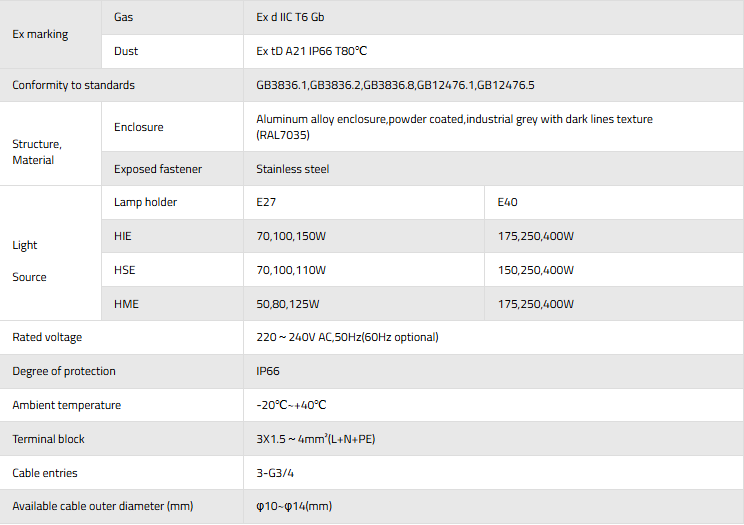 Ex marking
Gas
Ex d IIC T6 Gb
Dust
Ex tD A21 IP66 T80℃
Conformity to standards
GB3836.1,GB3836.2,GB3836.8,GB12476.1,GB12476.5
Structure,
Material
Enclosure
Aluminum alloy enclosure,powder coated,industrial grey with dark lines texture
(RAL7035)
Exposed fastener
Stainless steel
Light
Source
Lamp holder
E27
E40
HIE
70,100,150W
175,250,400W
HSE
70,100,110W
150,250,400W
HME
50,80,125W
175,250,400W
Rated voltage
220～240V AC,50Hz(60Hz optional)
Degree of protection
IP66
Ambient temperature
-20℃~+40℃
Terminal block
3X1.5～4mm²(L+N+PE)
Cable entries
3-G3/4
Available cable outer diameter (mm)
φ10~φ14(mm)